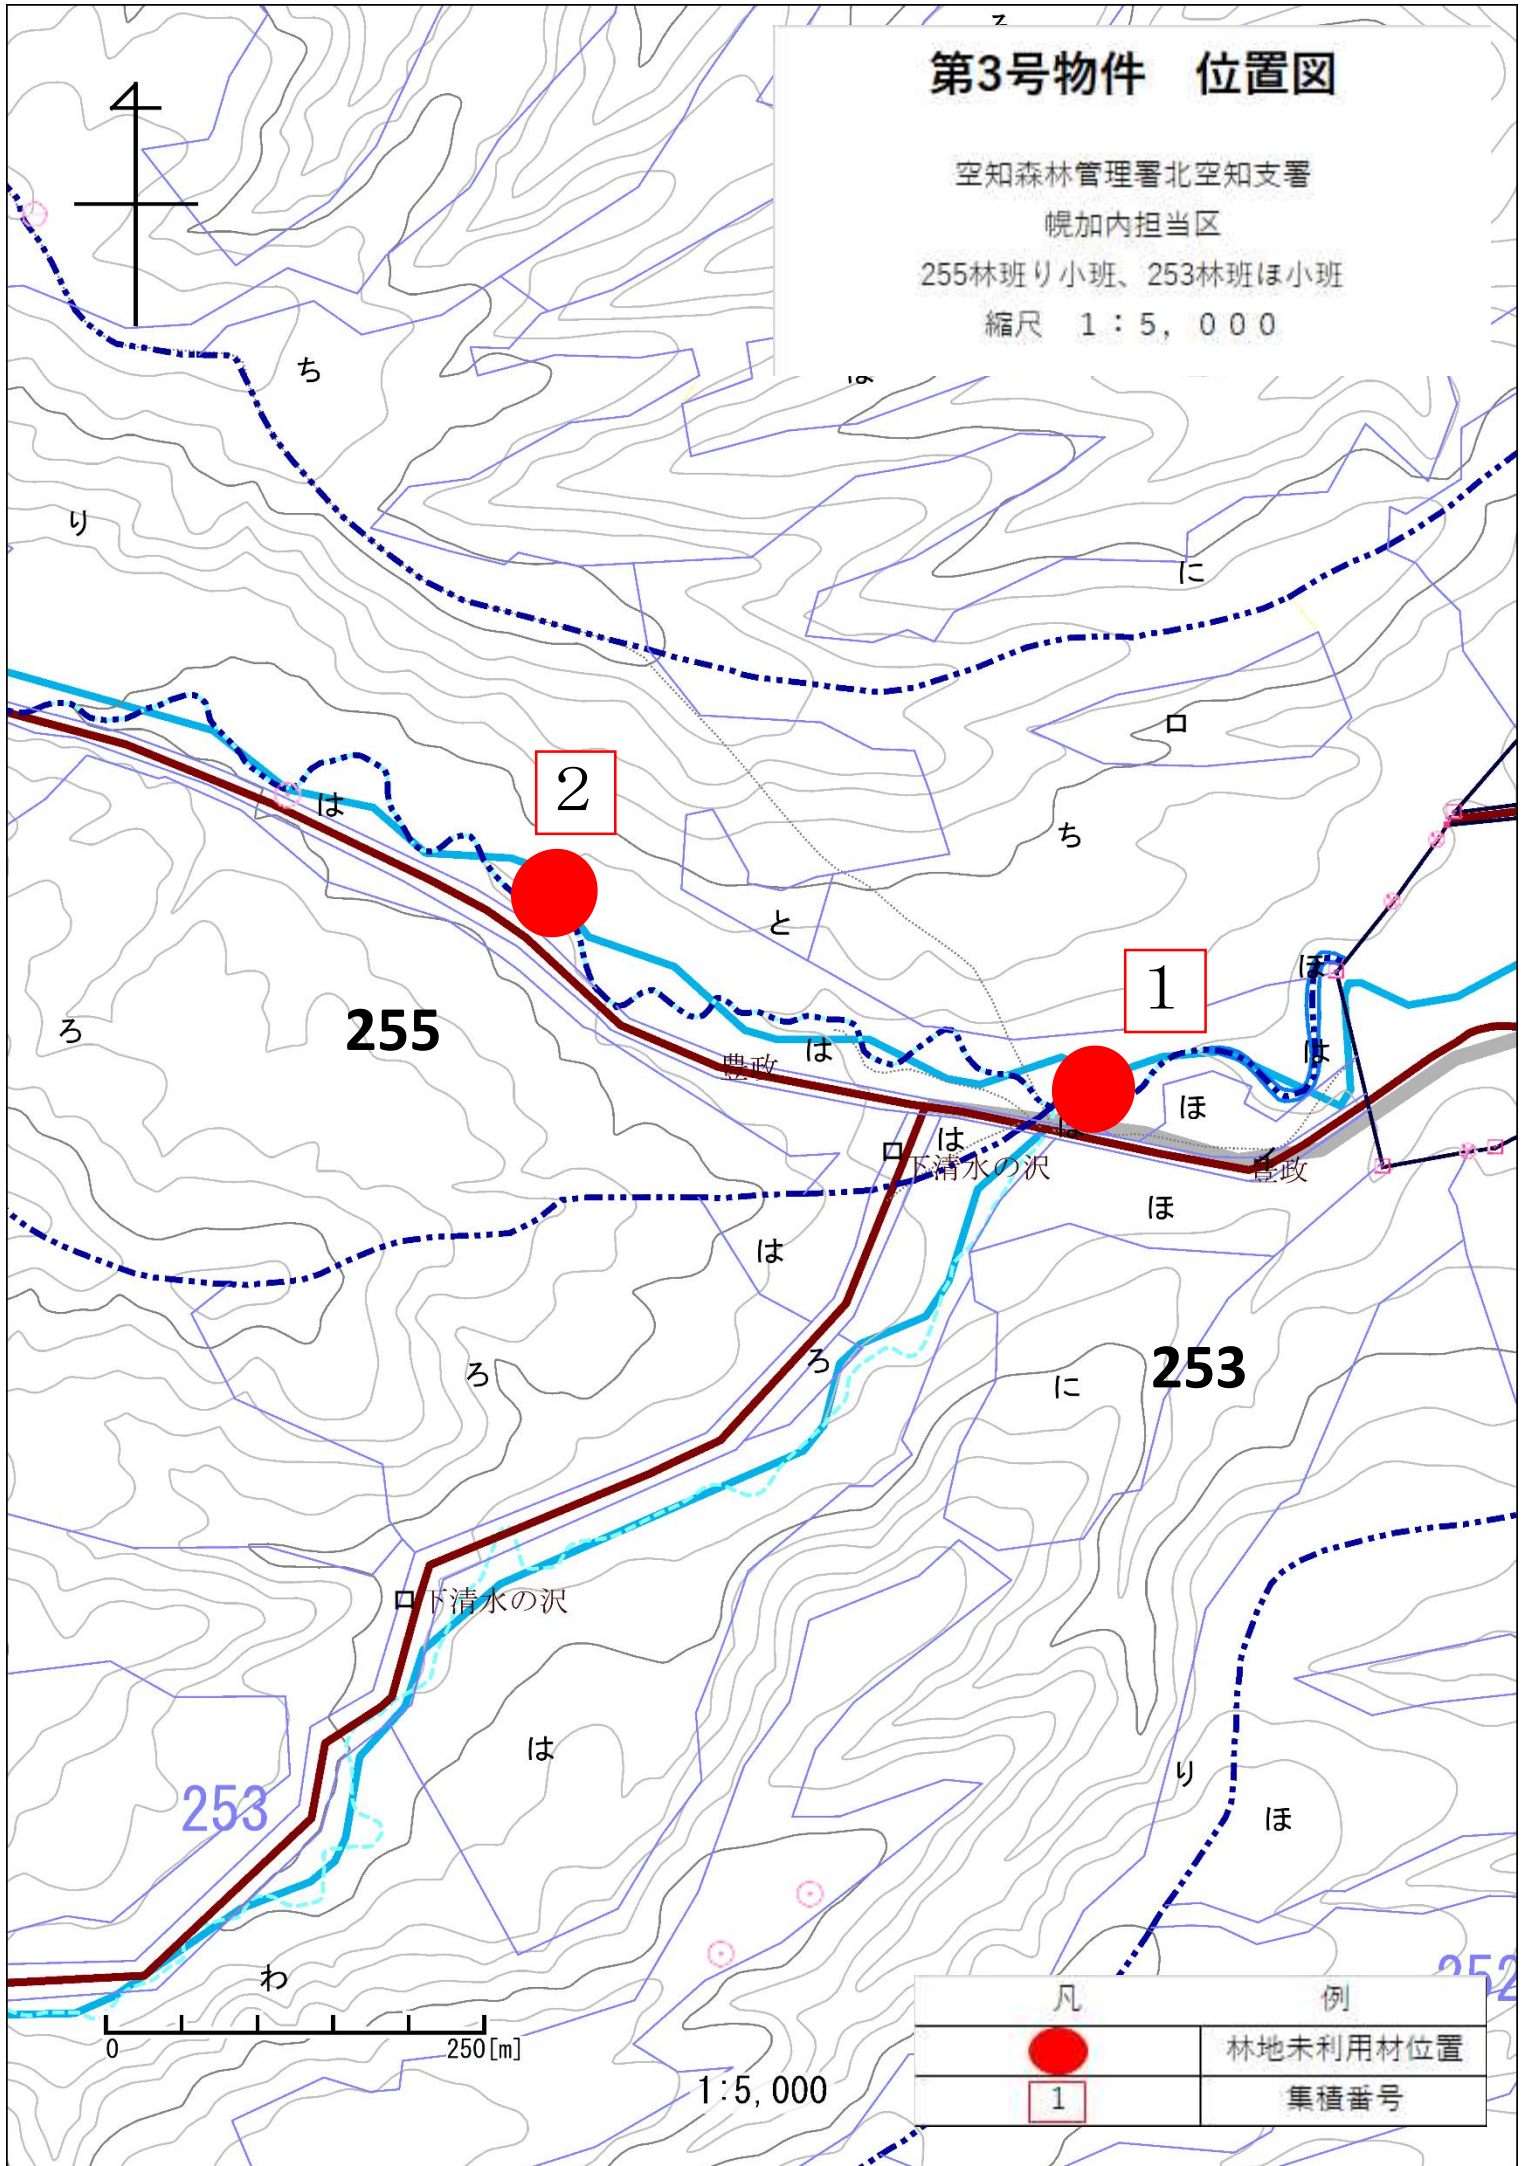 ろ
第3号物件　位置図
空知森林管理署北空知支署
幌加内担当区
255林班り小班、253林班ほ小班
縮尺　１：５，０００
ち
ほ
り
に
ロ
2
は
ち
と
1
ほ
ろ
255
豊政
は
は
ほ
は
ロ
下清水の沢
ほ
イ
豊政
ほ
は
ろ
ろ
に
253
ロ
下清水の沢
は
り
ほ
253
わ
252
0
250[m]
1:5,000
凡　例
林地未利用材位置
1
集積番号